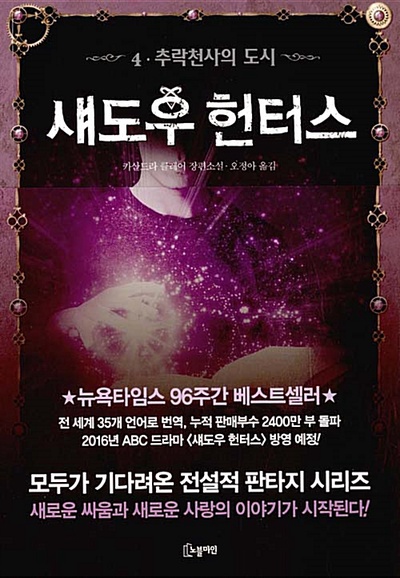 4 · 추락천사의 도시
섀도우 헌터스
카산드라 클레어 장편소설 · 오정아 옮김
★뉴욕타임스 96주간 베스트셀러★
전 세계 35개 언어로 번역, 누적 판매부수 2400만 부 돌파
2016년 ABC 드라마 〈섀도우 헌터스〉 방영 예정!
모두가 기다려온 전설적 판타지 시리즈
새로운 싸움과 새로운 사랑의 이야기가 시작된다!
노블마인